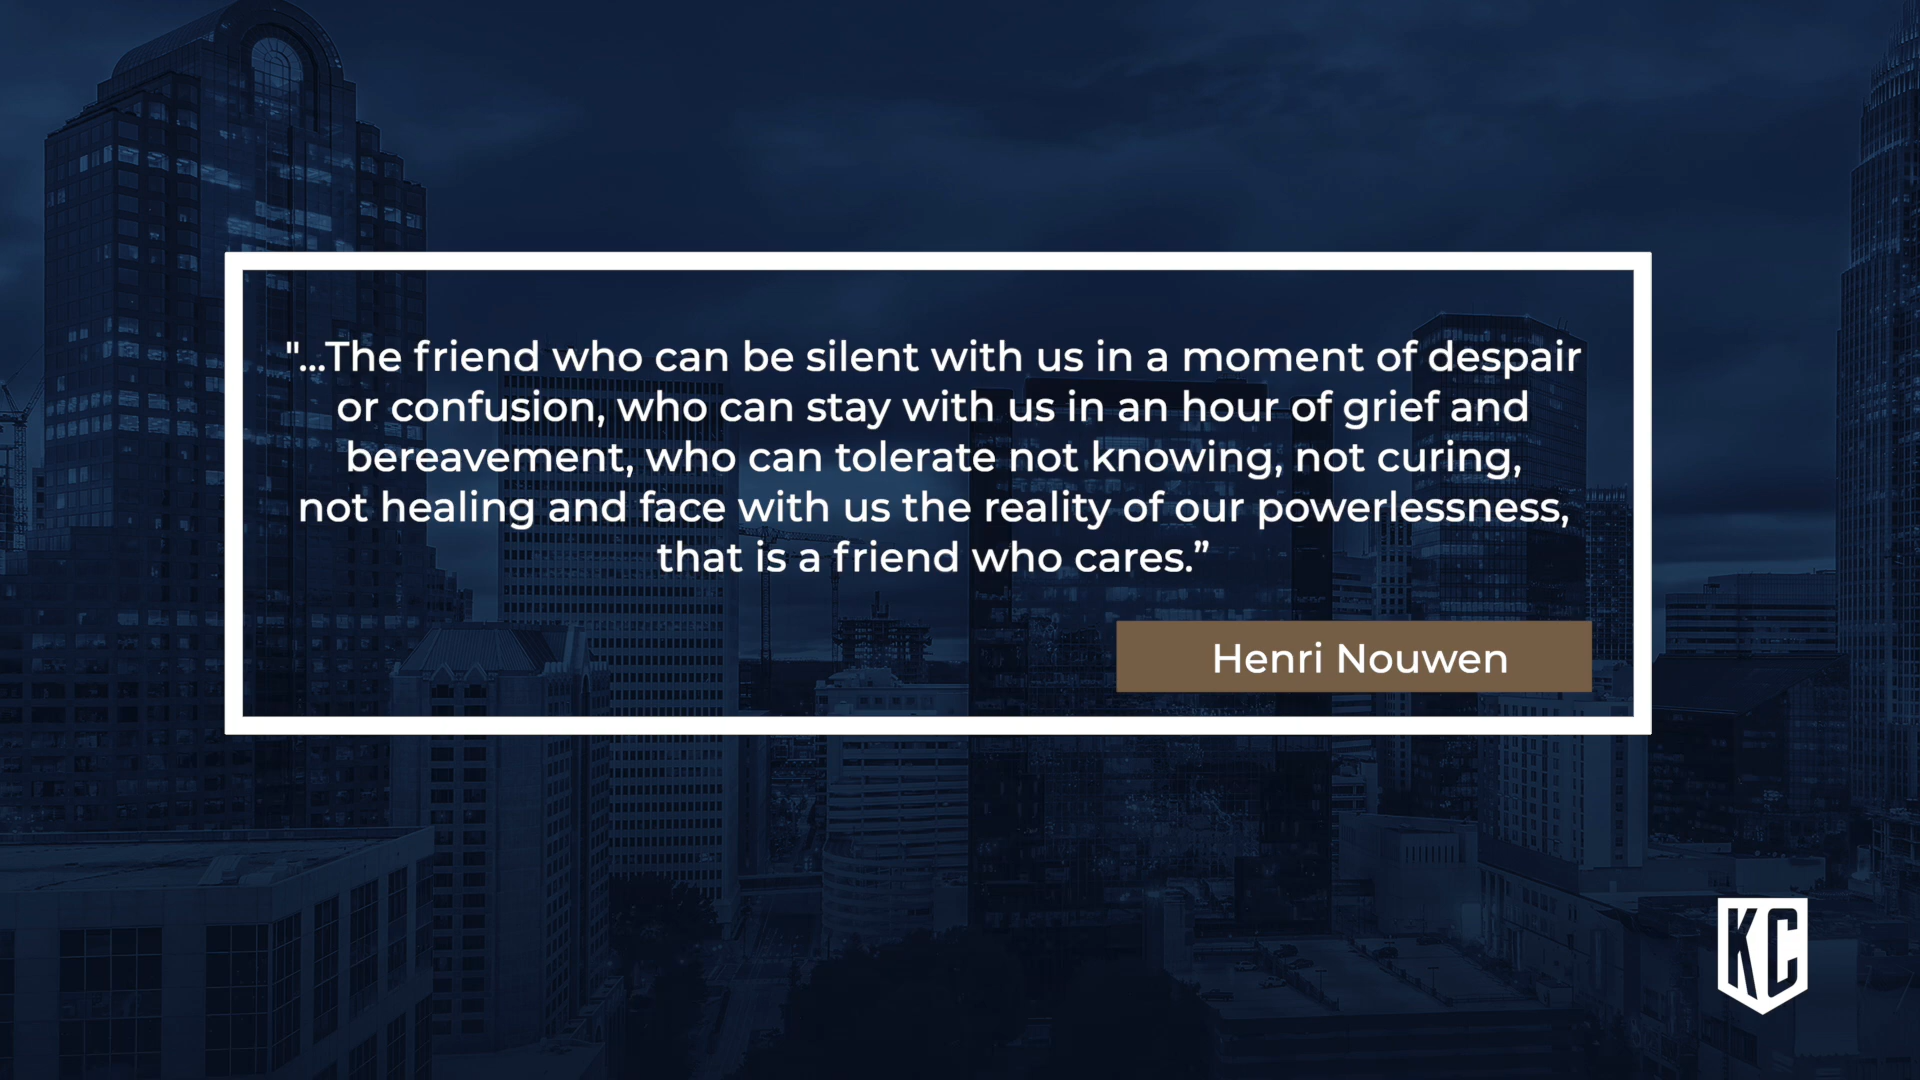 "...The friend who can be silent with us in a moment of despair
or confusion, who can stay with us in an hour of grief and
bereavement, who can tolerate not knowing, not curing,
not healing and face with us the reality of our powerlessness,
that is a friend who cares.”
Henri Nouwen
KC